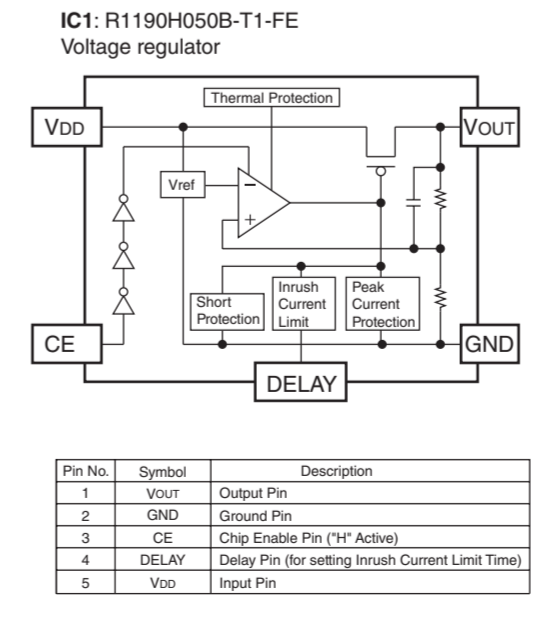 IC1: R1190H050B-T1-FE
Voltage regulator
Thermal Protection
VDD
VOUT
Vref
−
+
Short
Protection
Inrush
Current
Limit
Peak
Current
Protection
CE
GND
DELAY
Pin No. Symbol Description
1 VOUT Output Pin
2 GND Ground Pin
3 CE Chip Enable Pin ("H" Active)
4 DELAY Delay Pin (for setting Inrush Current Limit Time)
5 VDD Input Pin